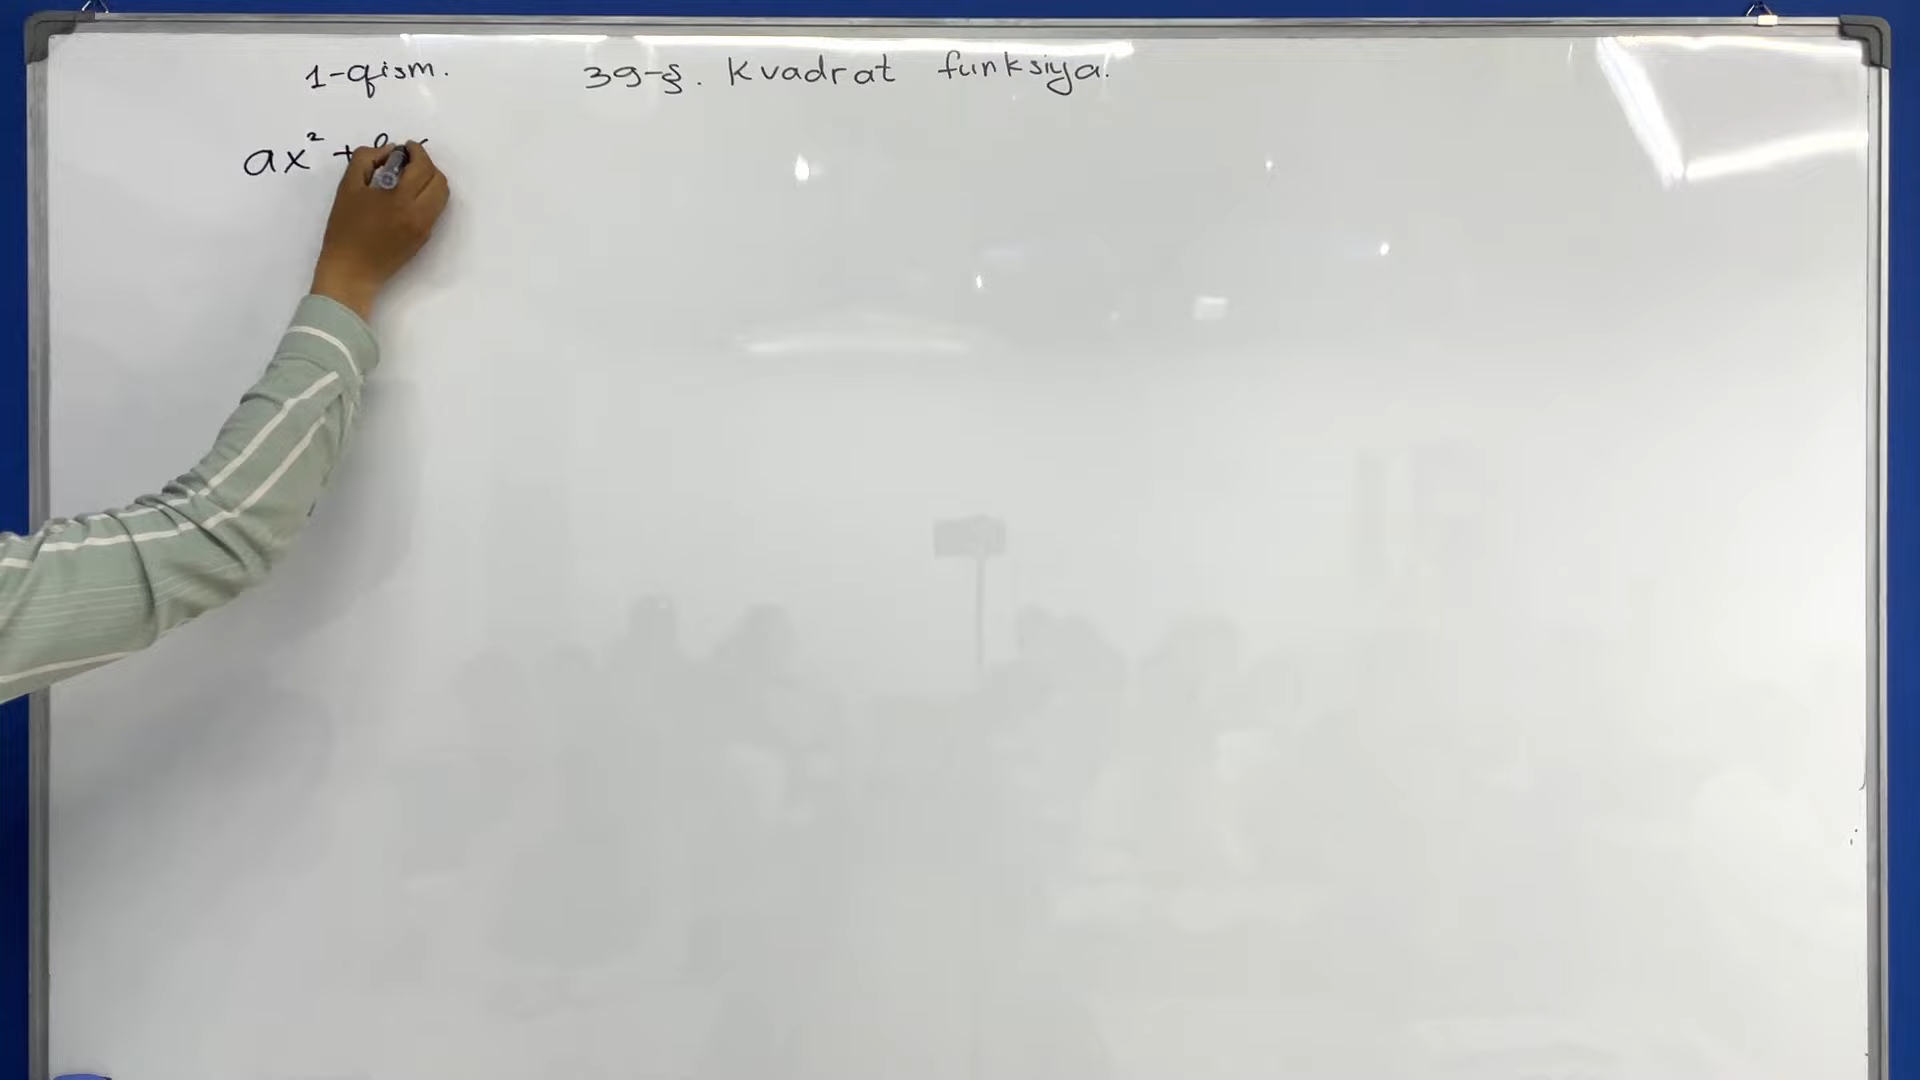 1-qism. 39-§. Kvadrat funksiya.
ax² +